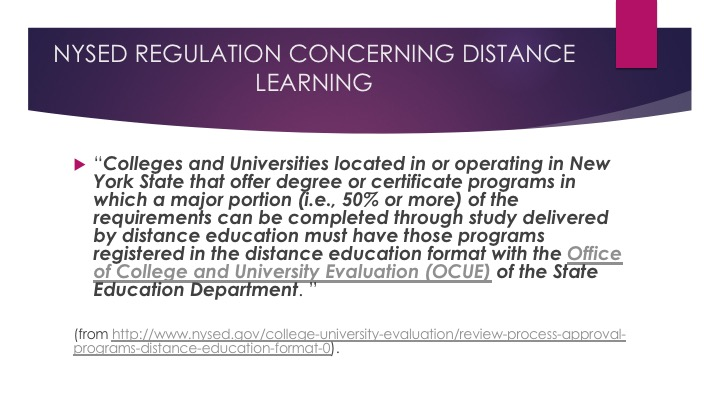 NYSED REGULATION CONCERNING DISTANCE
LEARNING
“Colleges and Universities located in or operating in New
York State that offer degree or certificate programs in
which a major portion (i.e., 50% or more) of the
requirements can be completed through study delivered
by distance education must have those programs
registered in the distance education format with the Office
of College and University Evaluation (OCUE) of the State
Education Department. ”
(from http://www.nysed.gov/college-university-evaluation/review-process-approval-
programs-distance-education-format-0).